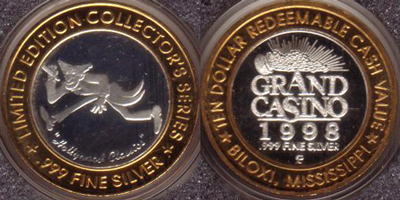 LIMITED EDITION COLLECTOR'S SERIES
"Hollywood Classics"
.999 FINE SILVER
TEN DOLLAR REDEEMABLE CASH VALUE
GRAND
CASINO
1998
.999 FINE SILVER
G
BILOXI, MISSISSIPPI